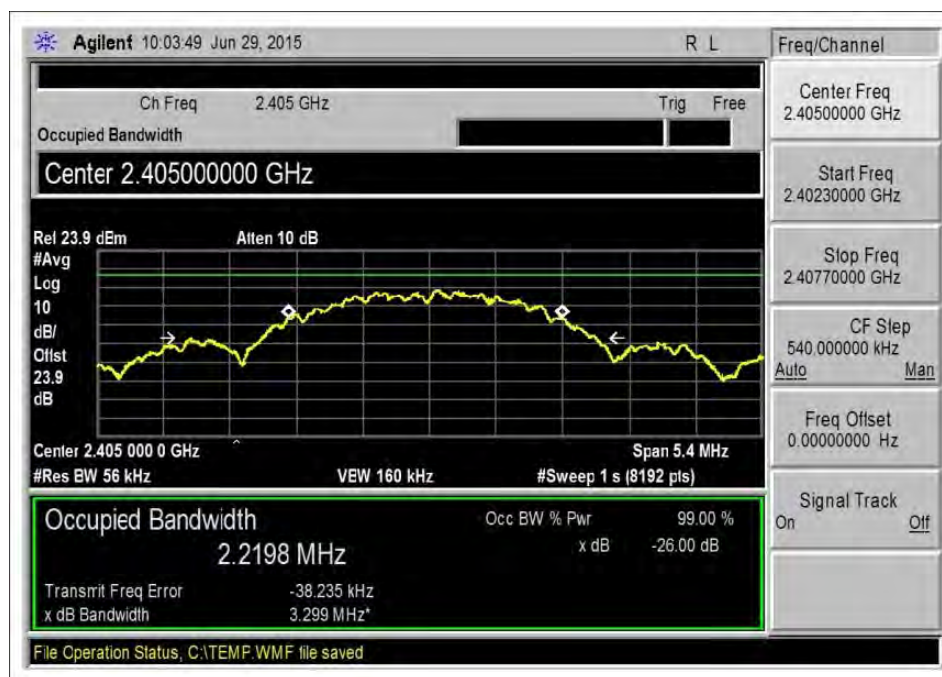 Agilent 10:03:49 Jun 29, 2015 R L
Freq/Channel
Ch Freq 2.405 GHz Trig Free
Occupied Bandwidth
Center 2.405000000 GHz
Center Freq
2.40500000 GHz
Start Freq
2.40230000 GHz
Stop Freq
2.40770000 GHz
CF Step
540.000000 kHz
Auto Man
Freq Offset
0.00000000 Hz
Signal Track
On Off
Ref 23.9 dBm Atten 10 dB
#Avg
Log
10
dB/
Offst
23.9
dB
Center 2.405 000 0 GHz Span 5.4 MHz
#Res BW 56 kHz VBW 160 kHz #Sweep 1 s (8192 pts)
Occupied Bandwidth Occ BW % Pwr 99.00 %
2.2198 MHz x dB -26.00 dB
Transmit Freq Error -38.235 kHz
x dB Bandwidth 3.299 MHz*
File Operation Status, C:\TEMP.WMF file saved